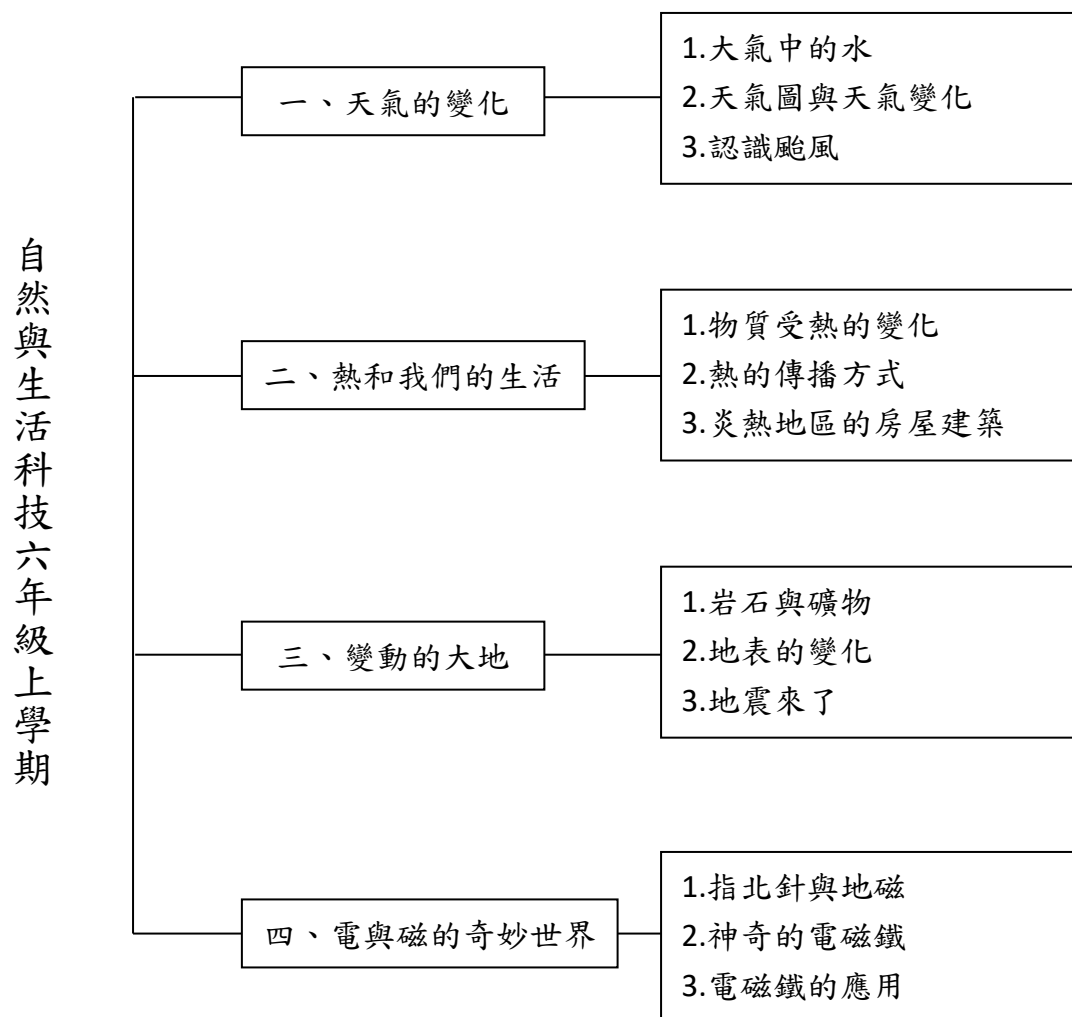 自然與生活科技六年級上學期
一、天氣的變化
1.大氣中的水
2.天氣圖與天氣變化
3.認識颱風
二、熱和我們的生活
1.物質受熱的變化
2.熱的傳播方式
3.炎熱地區的房屋建築
三、變動的大地
1.岩石與礦物
2.地表的變化
3.地震來了
四、電與磁的奇妙世界
1.指北針與地磁
2.神奇的電磁鐵
3.電磁鐵的應用